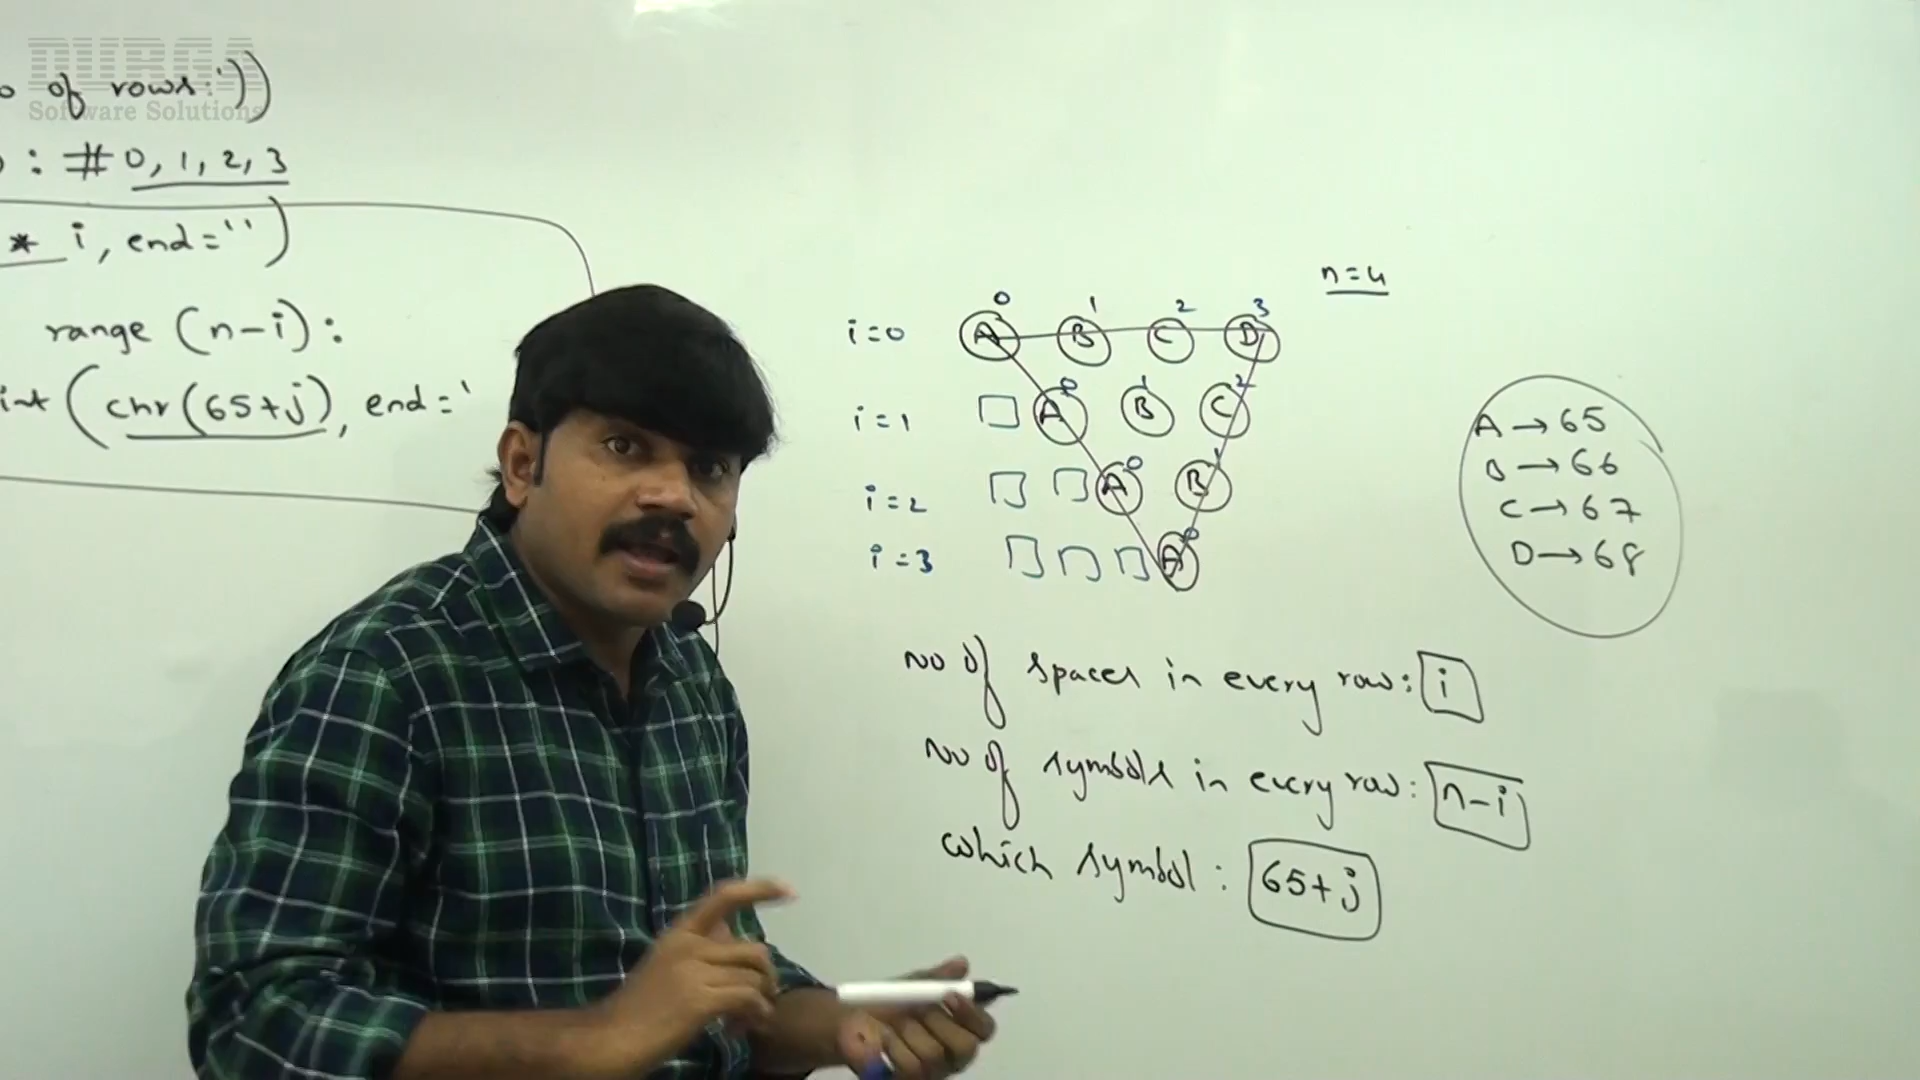 DURGA
Software Solutions
of rows:'))
: # 0, 1, 2, 3
* i, end='')
range (n-i):
int (chr(65+j), end='
n=4
0 1 2 3
i=0 A B C D
0 1 2
i=1 A B C
0 1
i=2 A B
0
i=3 A
A → 65
B → 66
C → 67
D → 68
no of spaces in every row: i
no of symbols in every row: n-i
which symbol: 65+j